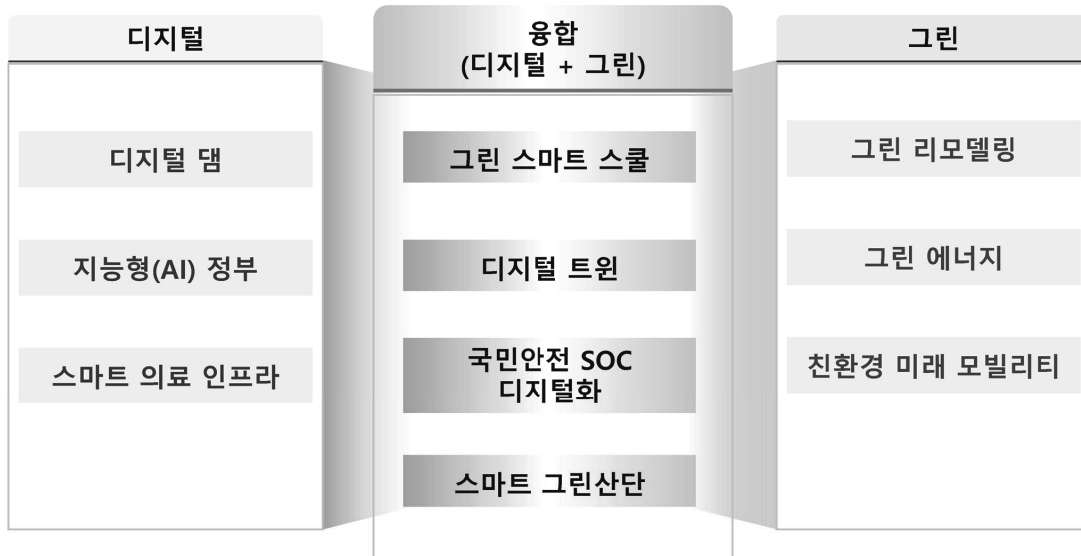 디지털
디지털 댐
지능형(AI) 정부
스마트 의료 인프라
융합
(디지털 + 그린)
그린 스마트 스쿨
디지털 트윈
국민안전 SOC
디지털화
스마트 그린산단
그린
그린 리모델링
그린 에너지
친환경 미래 모빌리티